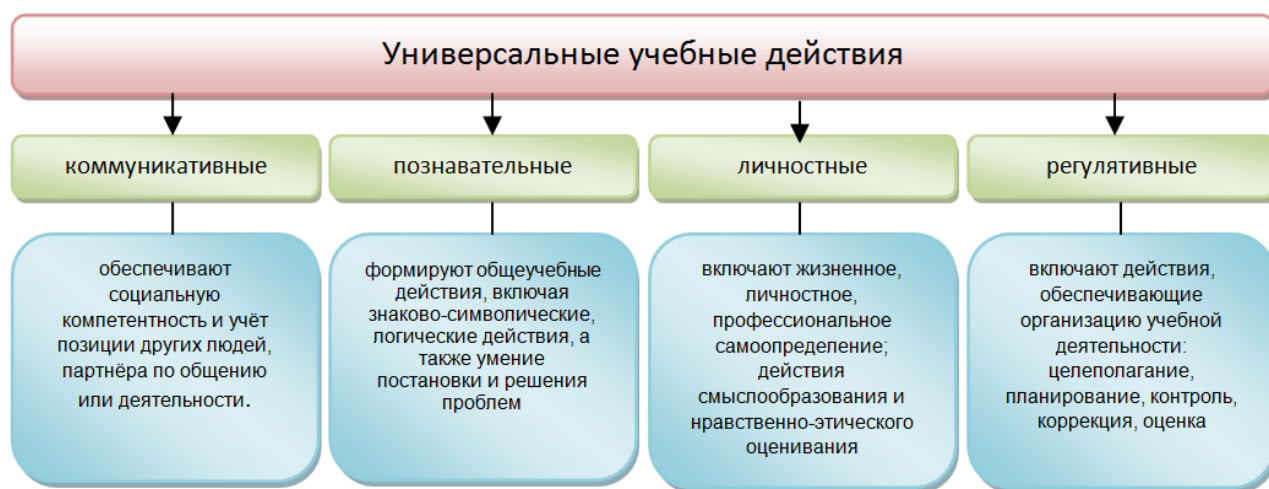 Универсальные учебные действия
коммуникативные
познавательные
личностные
регулятивные
обеспечивают
социальную
компетентность и учёт
позиции других людей,
партнёра по общению
или деятельности.
формируют общеучебные
действия, включая
знаково-символические,
логические действия, а
также умение
постановки и решения
проблем
включают жизненное,
личностное,
профессиональное
самоопределение;
действия
смыслообразования и
нравственно-этического
оценивания
включают действия,
обеспечивающие
организацию учебной
деятельности:
целеполагание,
планирование, контроль,
коррекция, оценка